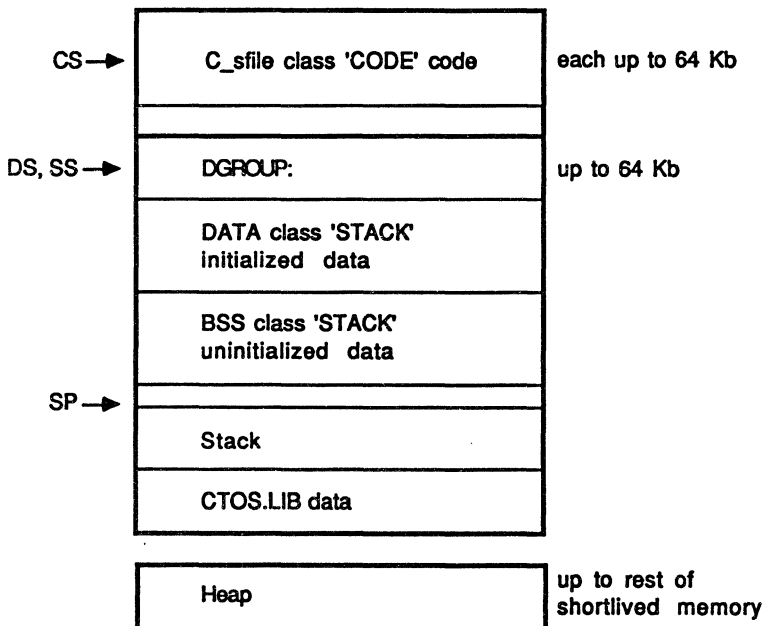 CS
C_sfile class 'CODE' code
each up to 64 Kb
DS, SS
DGROUP:
up to 64 Kb
DATA class 'STACK'
initialized data
BSS class 'STACK'
uninitialized data
SP
Stack
CTOS.LIB data
Heap
up to rest of
shortlived memory